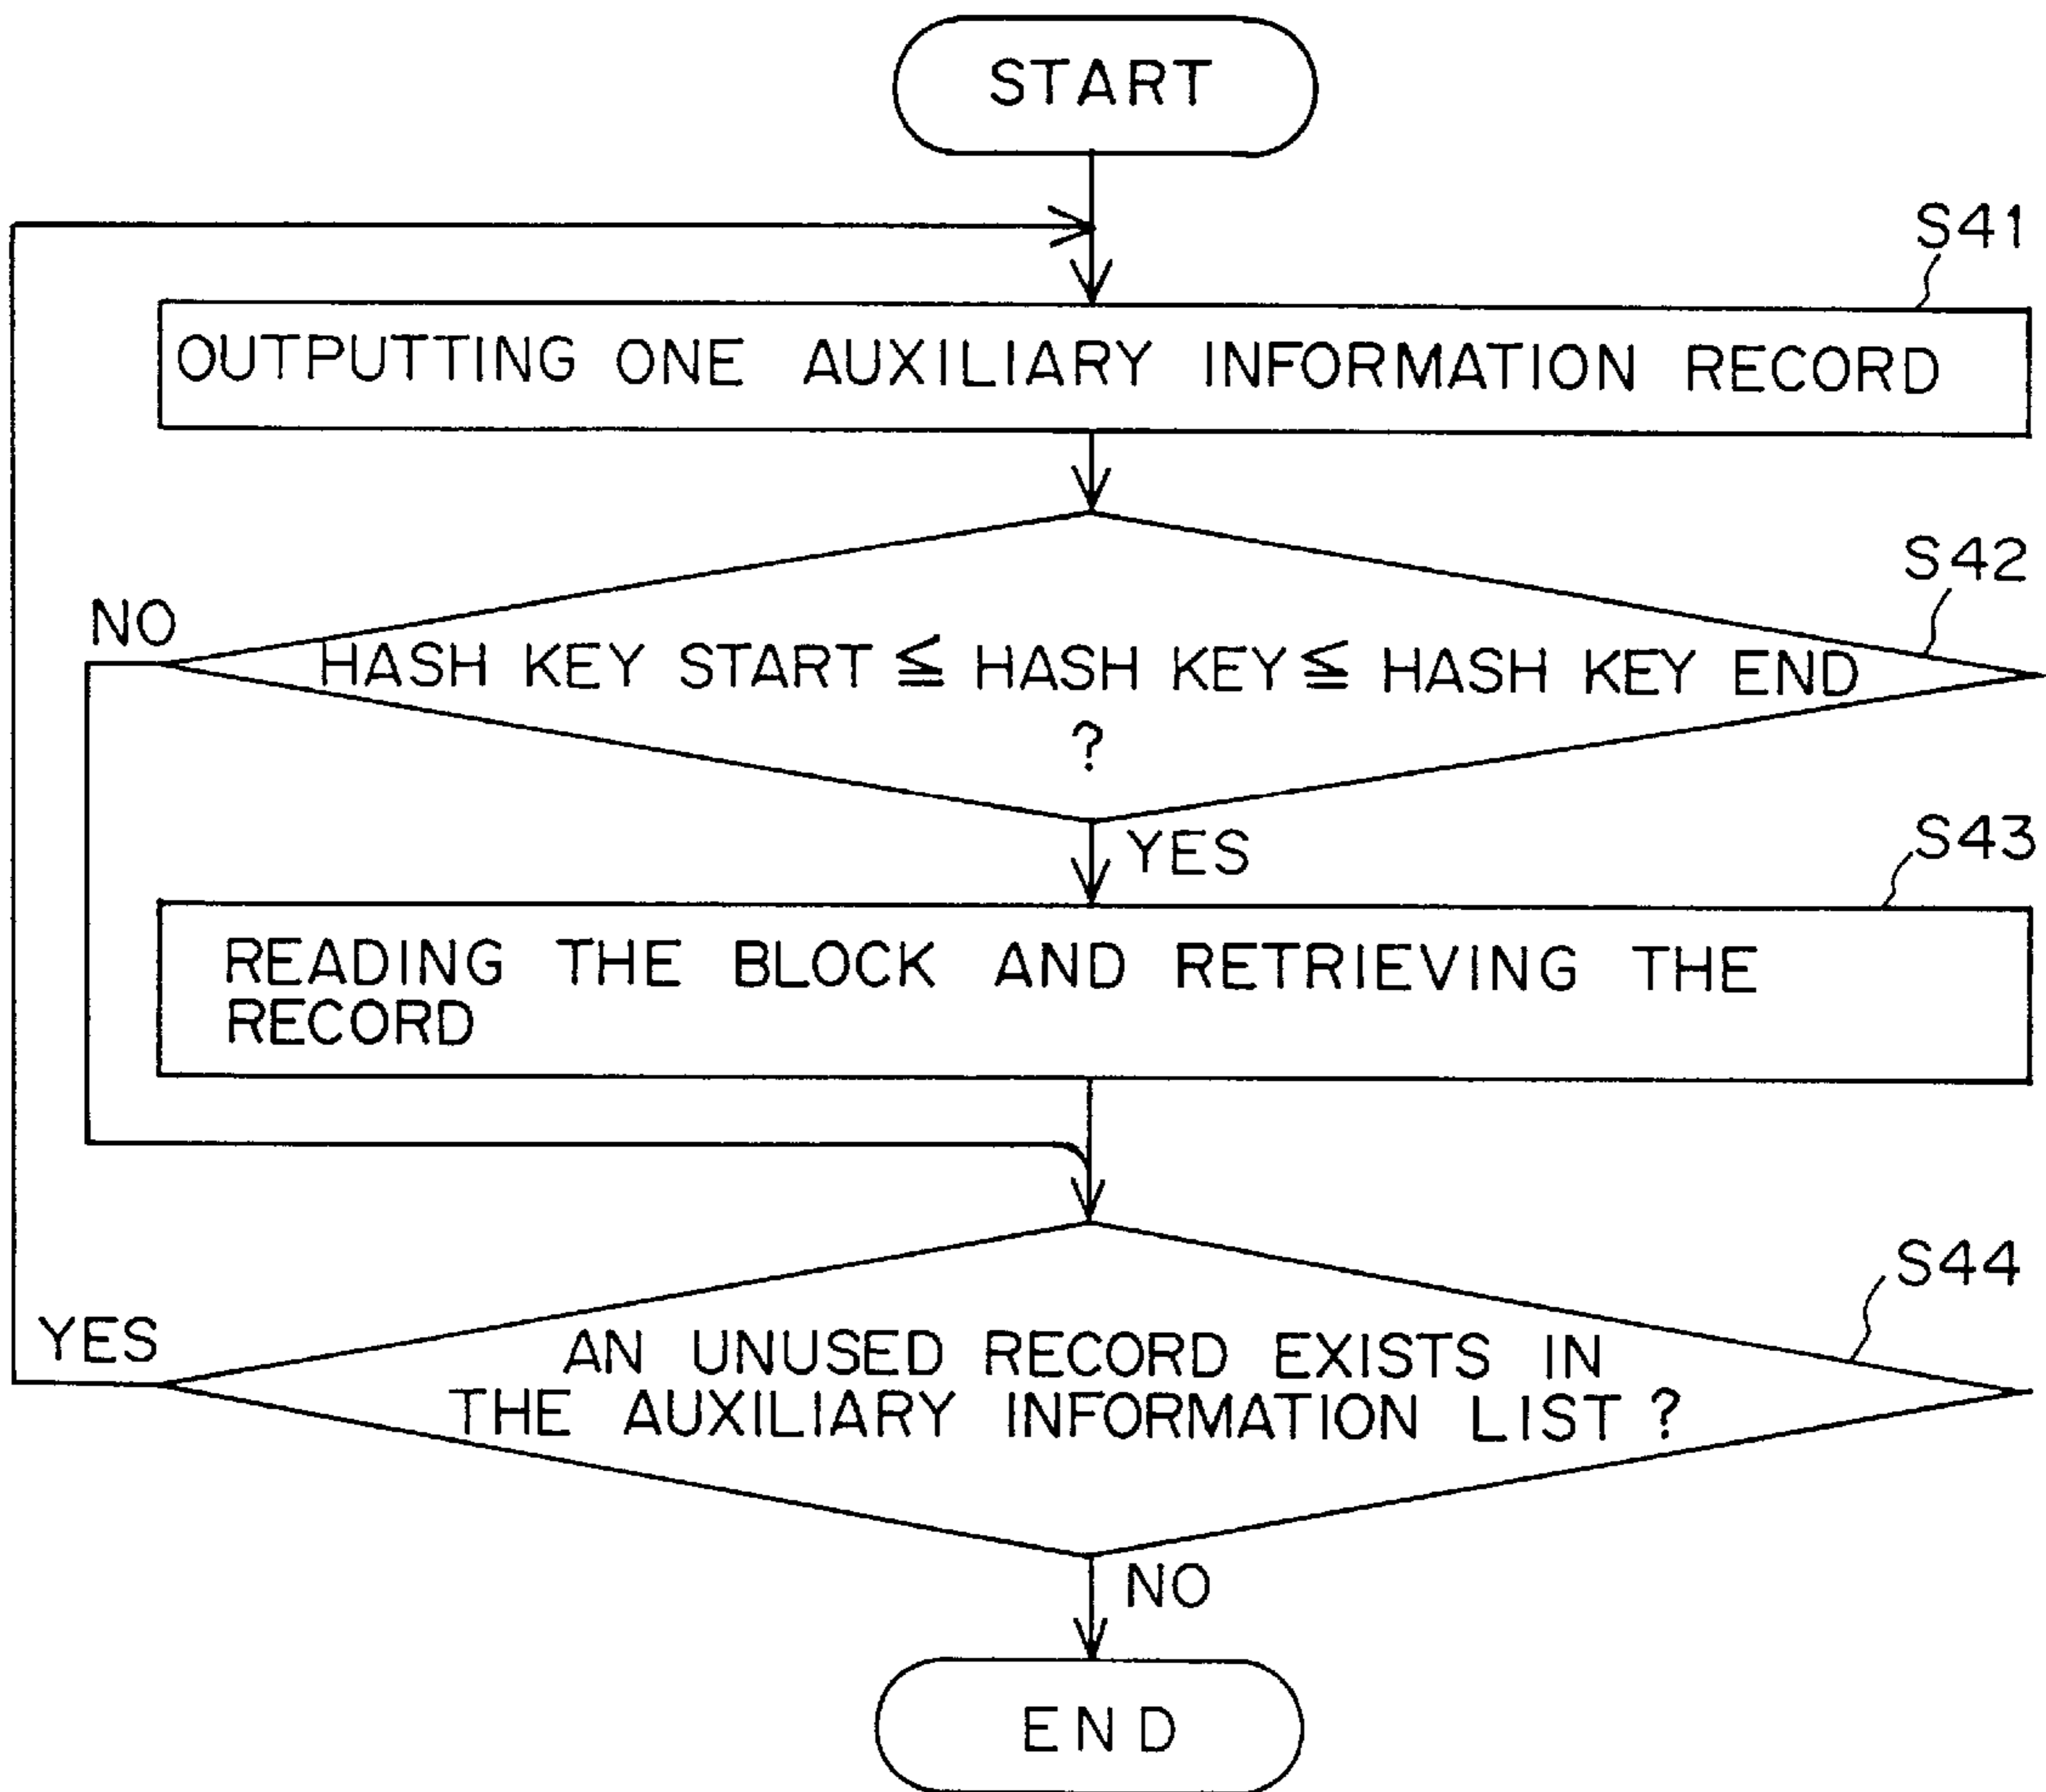 START
S41
OUTPUTTING ONE AUXILIARY INFORMATION RECORD
S42
NO
HASH KEY START ≦ HASH KEY ≦ HASH KEY END
?
YES
S43
READING THE BLOCK AND RETRIEVING THE
RECORD
S44
YES
AN UNUSED RECORD EXISTS IN
THE AUXILIARY INFORMATION LIST ?
NO
END